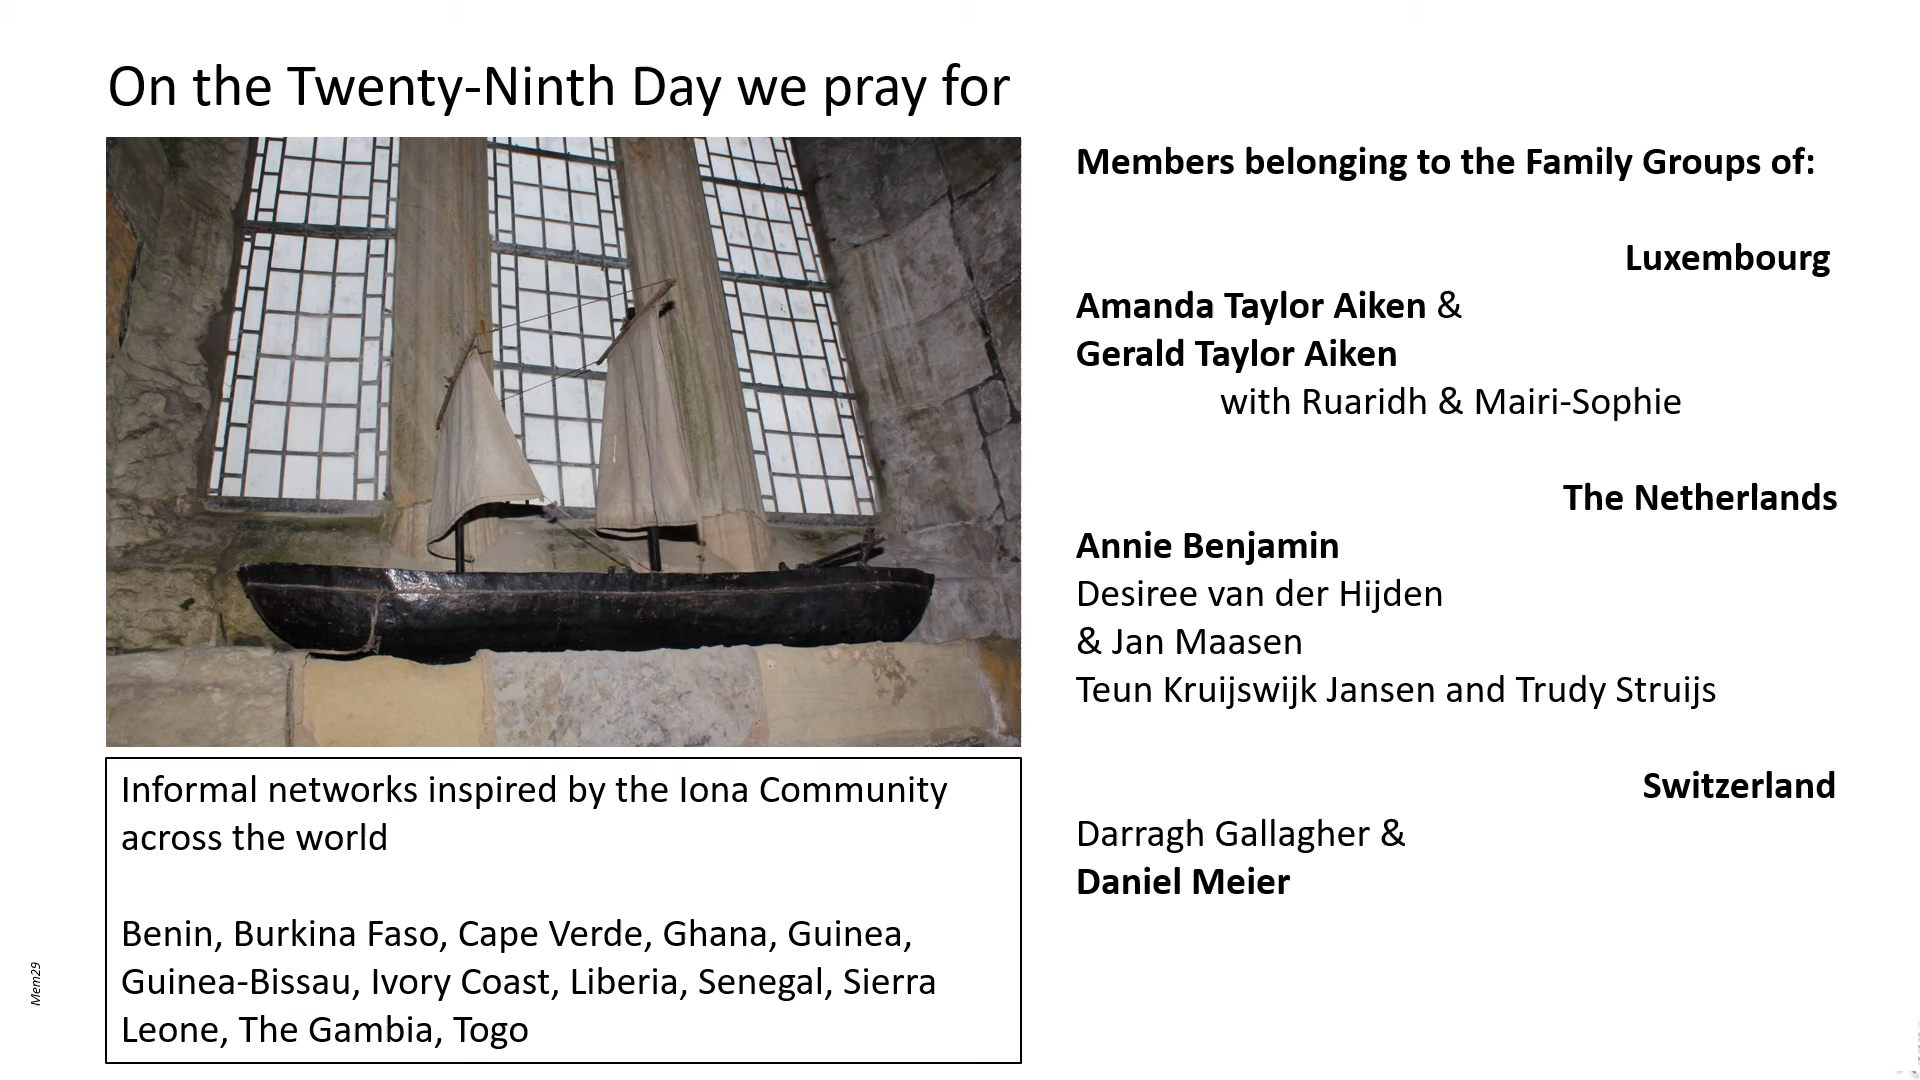 On the Twenty-Ninth Day we pray for
Members belonging to the Family Groups of:
Luxembourg
Amanda Taylor Aiken &
Gerald Taylor Aiken
with Ruaridh & Mairi-Sophie
The Netherlands
Annie Benjamin
Desiree van der Hijden
& Jan Maasen
Teun Kruijswijk Jansen and Trudy Struijs
Switzerland
Darragh Gallagher &
Daniel Meier
Informal networks inspired by the Iona Community
across the world
Benin, Burkina Faso, Cape Verde, Ghana, Guinea,
Guinea-Bissau, Ivory Coast, Liberia, Senegal, Sierra
Leone, The Gambia, Togo
Mem29